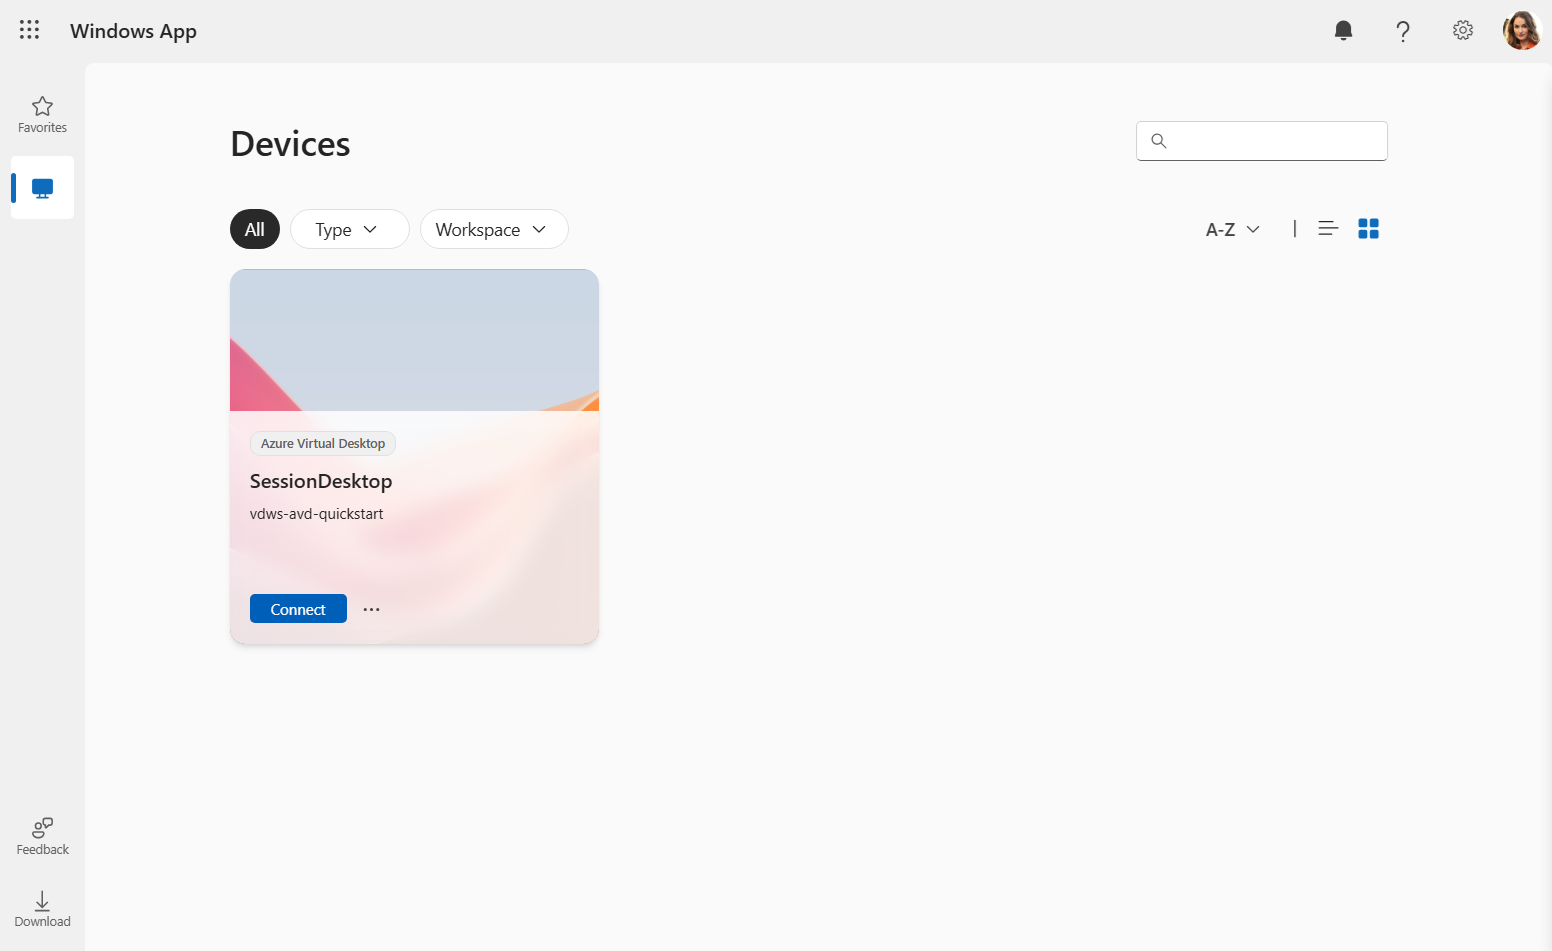 Windows App
Favorites
Devices
All
Type
Workspace
A-Z
Azure Virtual Desktop
SessionDesktop
vdws-avd-quickstart
Connect
Feedback
Download